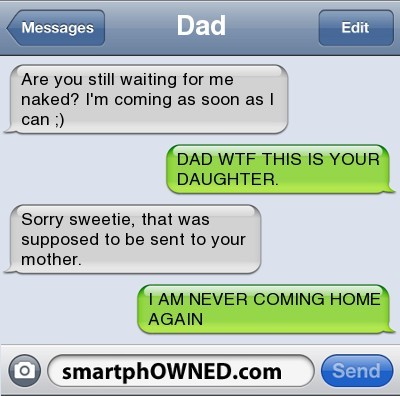 Messages
Dad
Edit
Are you still waiting for me
naked? I'm coming as soon as I
can ;)
DAD WTF THIS IS YOUR
DAUGHTER.
Sorry sweetie, that was
supposed to be sent to your
mother.
I AM NEVER COMING HOME
AGAIN
smartphOWNED.com
Send